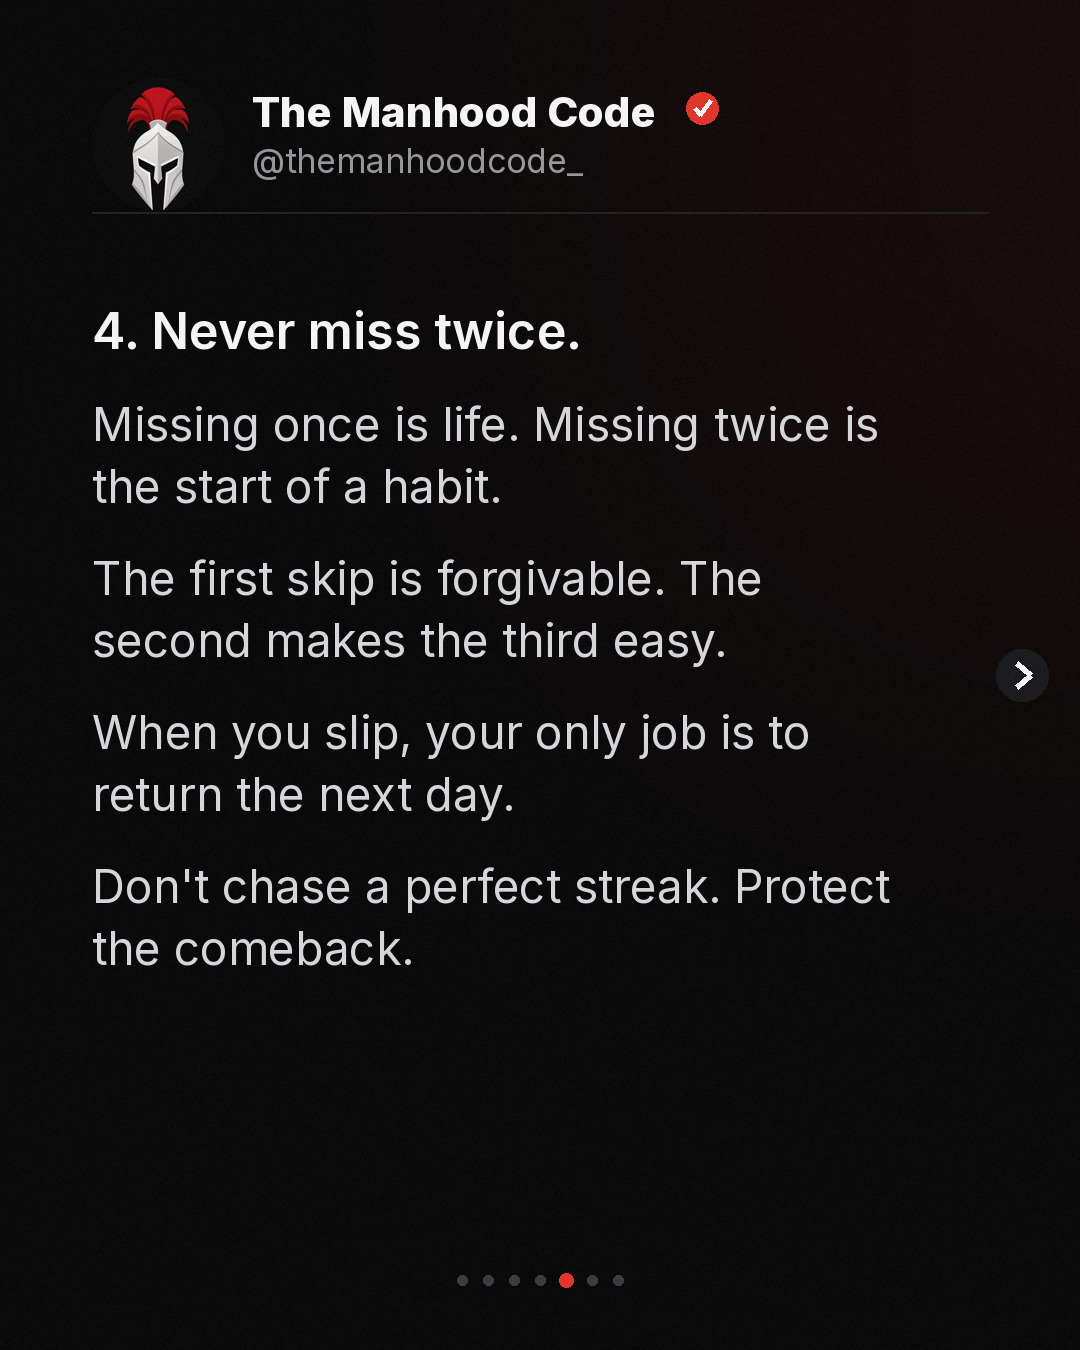 The Manhood Code
@themanhoodcode_
4. Never miss twice.
Missing once is life. Missing twice is
the start of a habit.
The first skip is forgivable. The
second makes the third easy.
When you slip, your only job is to
return the next day.
Don't chase a perfect streak. Protect
the comeback.